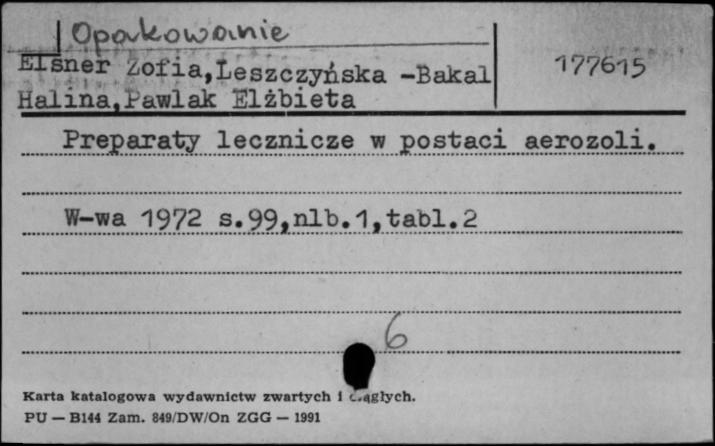 Opakowanie
Elsner Zofia,Leszczyńska -Bakal
177615
Halina,Pawlak Elżbieta
Preparaty lecznicze w postaci aerozoli.
W-wa 1972 s.99,nlb.1,tabl.2
6
Karta katalogowa wydawnictw zwartych i ciągłych.
PU — B144 Zam. 849/DW/On ZGG — 1991